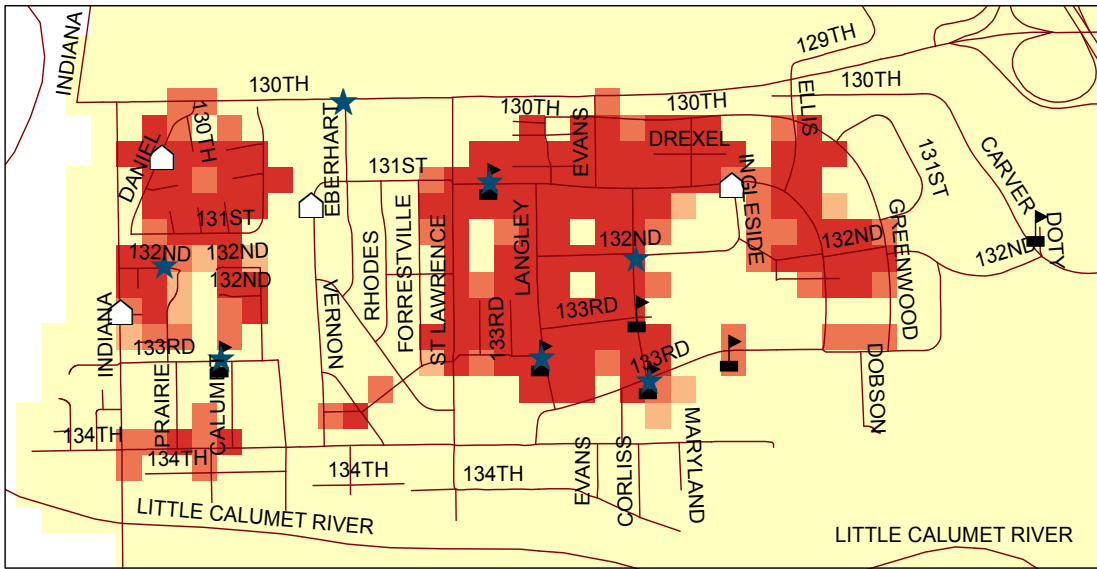 INDIANA
129TH
130TH
130TH
130TH
130TH
130TH
ELLIS
EVANS
DREXEL
DANIEL
EBERHART
131ST
INGLESIDE
131ST
CARVER
DOTY
131ST
132ND
132ND
132ND
RHODES
FORRESTVILLE
ST LAWRENCE
LANGLEY
132ND
132ND
GREENWOOD
132ND
INDIANA
VERNON
133RD
133RD
133RD
133RD
PRAIRIE
CALUMET
DOBSON
134TH
134TH
134TH
134TH
EVANS
CORLISS
MARYLAND
LITTLE CALUMET RIVER
LITTLE CALUMET RIVER